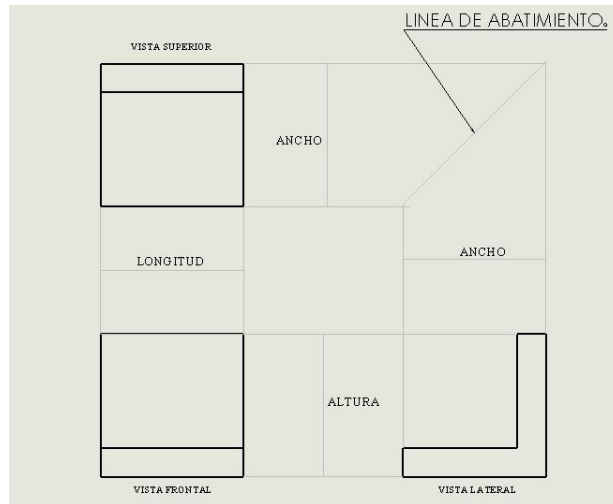 LINEA DE ABATIMIENTO.
VISTA SUPERIOR
ANCHO
LONGITUD
ANCHO
ALTURA
VISTA FRONTAL
VISTA LATERAL